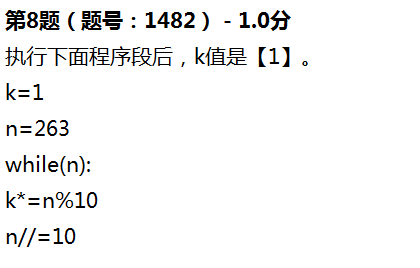 第8题（题号：1482） - 1.0分
执行下面程序段后，k值是【1】。
k=1
n=263
while(n):
k*=n%10
n//=10